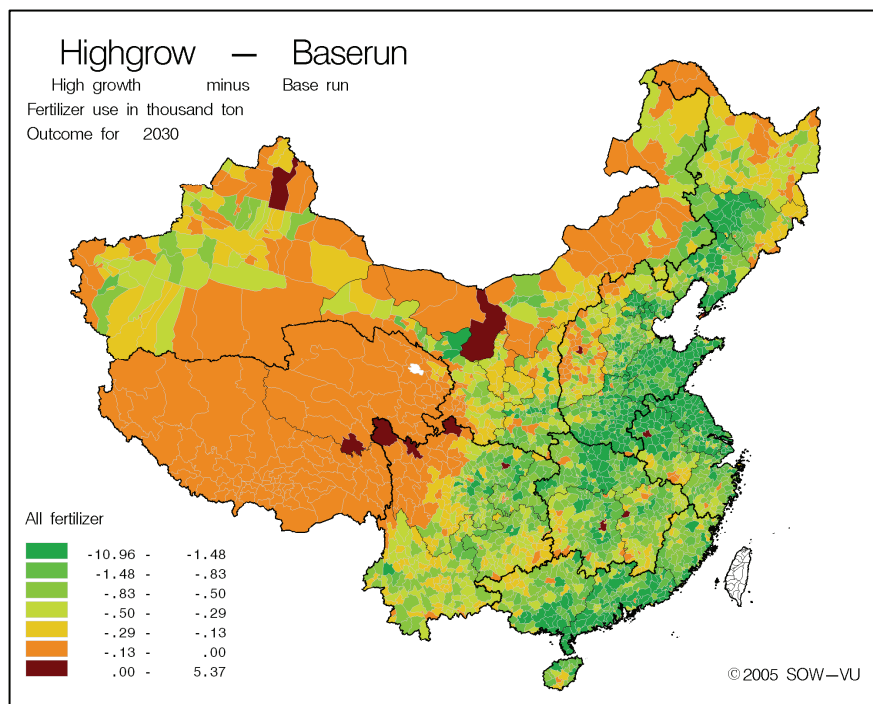 Highgrow — Baserun
High growth minus Base run
Fertilizer use in thousand ton
Outcome for 2030
All fertilizer
-10.96 - -1.48
-1.48 - -.83
-.83 - -.50
-.50 - -.29
-.29 - -.13
-.13 - .00
.00 - 5.37
©2005 SOW—VU